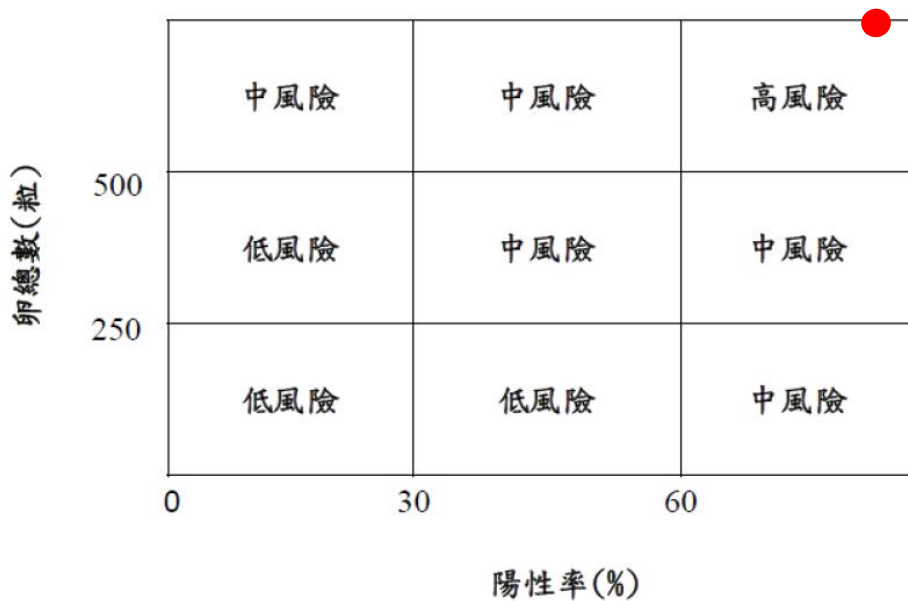 中風險 中風險 高風險
500
低風險 中風險 中風險
卵總數(粒)
250
低風險 低風險 中風險
0 30 60
陽性率(%)